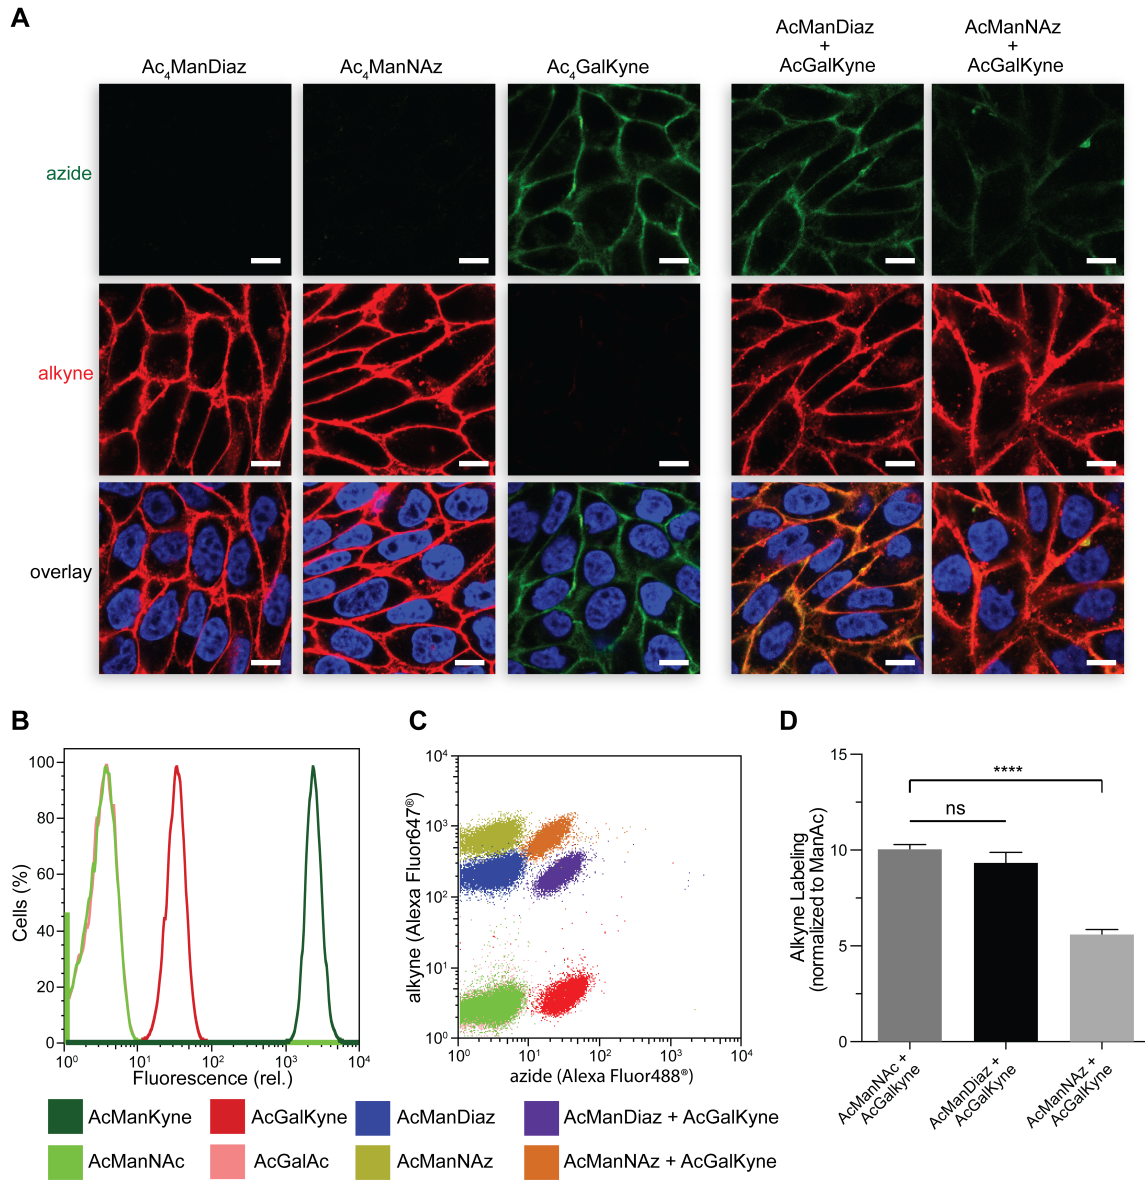 A
Ac4ManDiaz
Ac4ManNAz
Ac4GalKyne
AcManDiaz
+
AcGalKyne
AcManNAz
+
AcGalKyne
azide
alkyne
overlay
B
Cells (%)
100
80
60
40
20
0
10^0
10^1
10^2
10^3
10^4
Fluorescence (rel.)
C
alkyne (Alexa Fluor647®)
10^4
10^3
10^2
10^1
10^0
10^0
10^1
10^2
10^3
10^4
azide (Alexa Fluor488®)
D
Alkyne Labeling
(normalized to ManAc)
15
10
5
0
****
ns
AcManNAc +
AcGalKyne
AcManDiaz +
AcGalKyne
AcManNAz +
AcGalKyne
AcManKyne
AcGalKyne
AcManDiaz
AcManDiaz + AcGalKyne
AcManNAc
AcGalAc
AcManNAz
AcManNAz + AcGalKyne